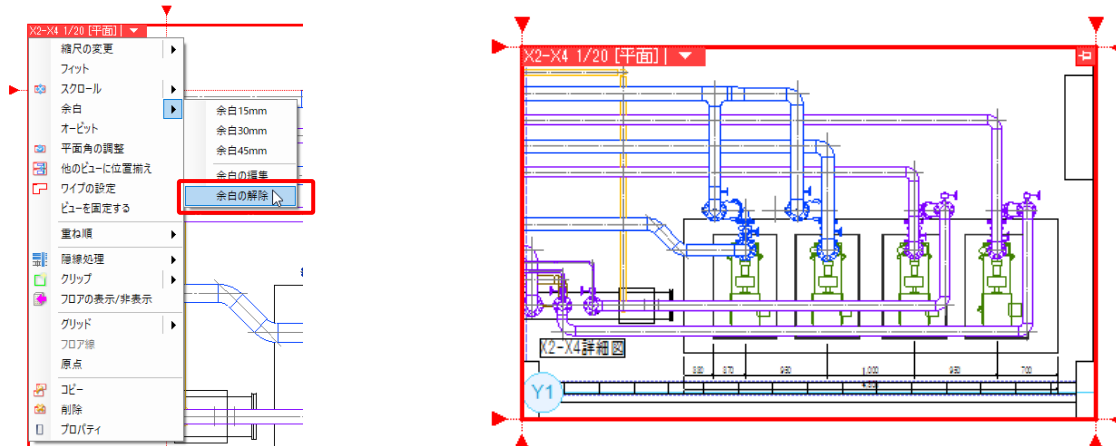 X2-X4 1/20 [平面] | ▼
縮尺の変更
フィット
スクロール
余白
オービット
平面角の調整
他のビューに位置揃え
ワイプの設定
ビューを固定する
重ね順
隠線処理
クリップ
フロアの表示/非表示
グリッド
フロア線
原点
コピー
削除
プロパティ
余白15mm
余白30mm
余白45mm
余白の編集
余白の解除
X2-X4 1/20 [平面] | ▼
X2-X4詳細図
950
1,000
950
700
Y1